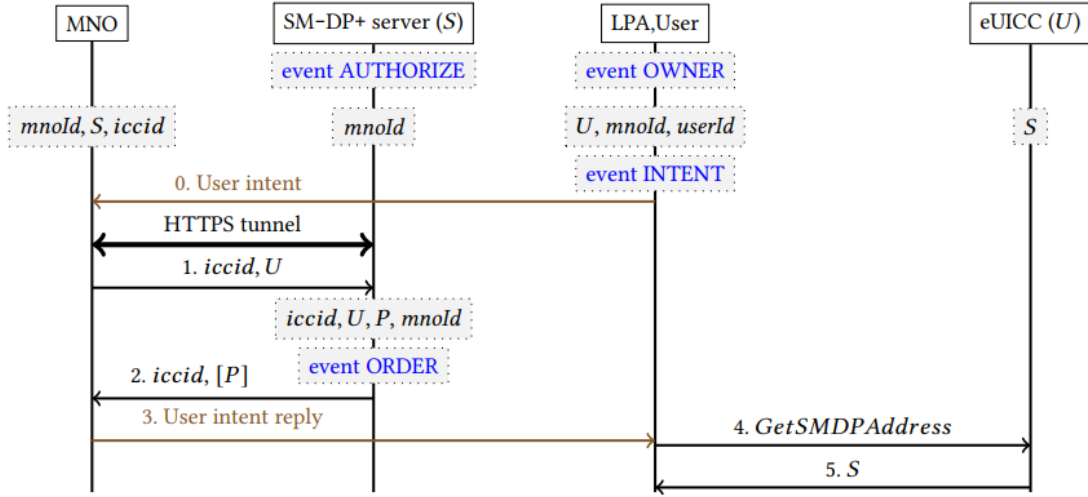 MNO
SM-DP+ server (S)
LPA,User
eUICC (U)
event AUTHORIZE
event OWNER
mnoId, S, iccid
mnoId
U, mnoId, userId
S
event INTENT
0. User intent
HTTPS tunnel
1. iccid, U
iccid, U, P, mnoId
event ORDER
2. iccid, [P]
3. User intent reply
4. GetSMDPAddress
5. S